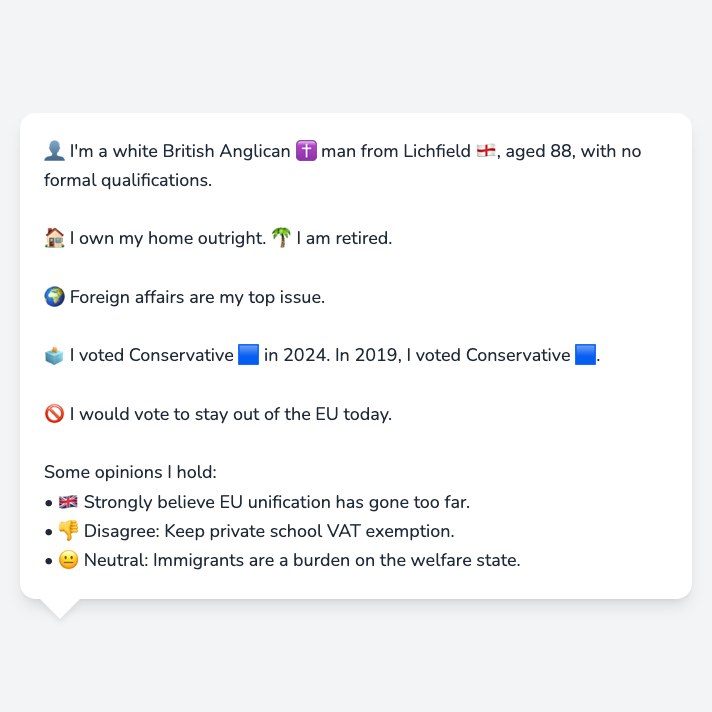 👤 I'm a white British Anglican ✝️ man from Lichfield 🏴󠁧󠁢󠁥󠁮󠁧󠁿, aged 88, with no
formal qualifications.
🏠 I own my home outright. 🌴 I am retired.
🌍 Foreign affairs are my top issue.
🗳️ I voted Conservative 🟦 in 2024. In 2019, I voted Conservative 🟦.
🚫 I would vote to stay out of the EU today.
Some opinions I hold:
• 🇬🇧 Strongly believe EU unification has gone too far.
• 👎 Disagree: Keep private school VAT exemption.
• 😐 Neutral: Immigrants are a burden on the welfare state.